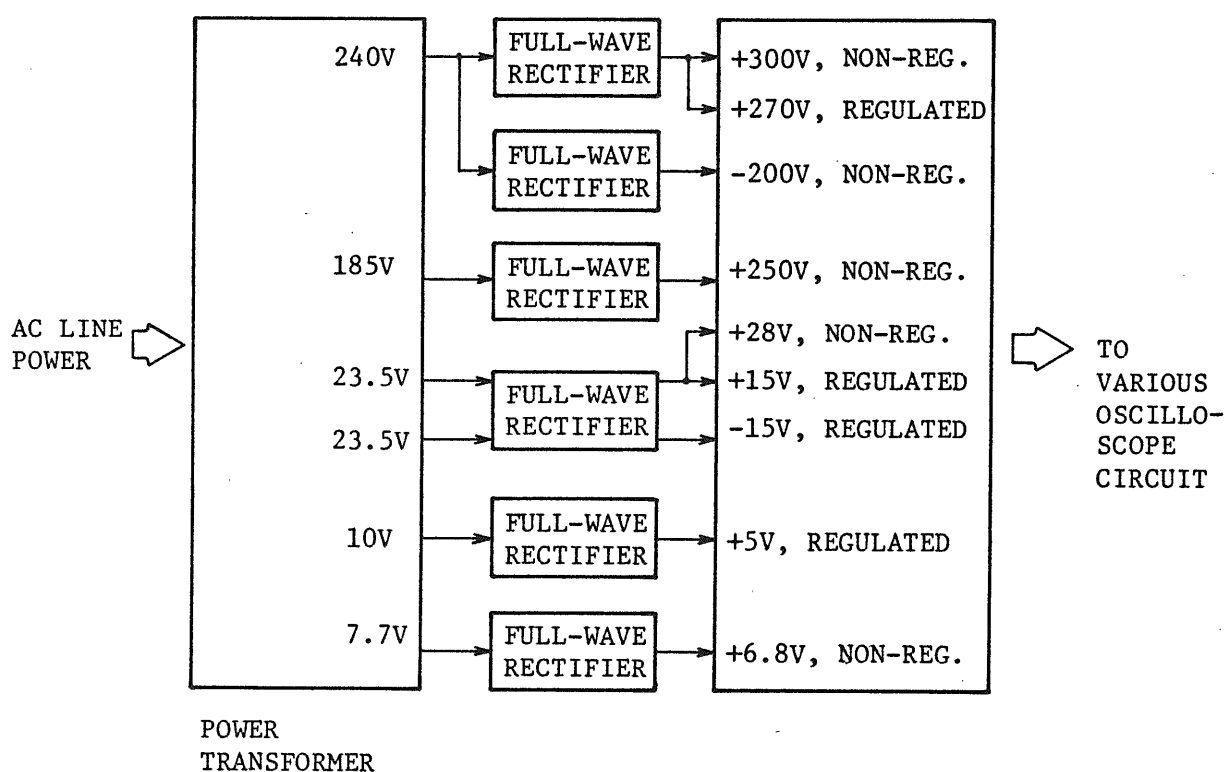 AC LINE
POWER
240V
185V
23.5V
23.5V
10V
7.7V
POWER
TRANSFORMER
FULL-WAVE
RECTIFIER
FULL-WAVE
RECTIFIER
FULL-WAVE
RECTIFIER
FULL-WAVE
RECTIFIER
FULL-WAVE
RECTIFIER
FULL-WAVE
RECTIFIER
+300V, NON-REG.
+270V, REGULATED
-200V, NON-REG.
+250V, NON-REG.
+28V, NON-REG.
+15V, REGULATED
-15V, REGULATED
+5V, REGULATED
+6.8V, NON-REG.
TO
VARIOUS
OSCILLO-
SCOPE
CIRCUIT